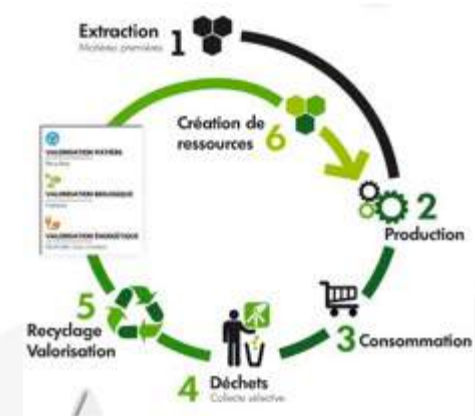 Extraction
Matières premières
1
Création de
ressources
6
VALORISATION MATIÈRE
VALORISATION BIOLOGIQUE
VALORISATION ÉNERGÉTIQUE
2
Production
5
Recyclage
Valorisation
3 Consommation
4 Déchets
Collecte sélective